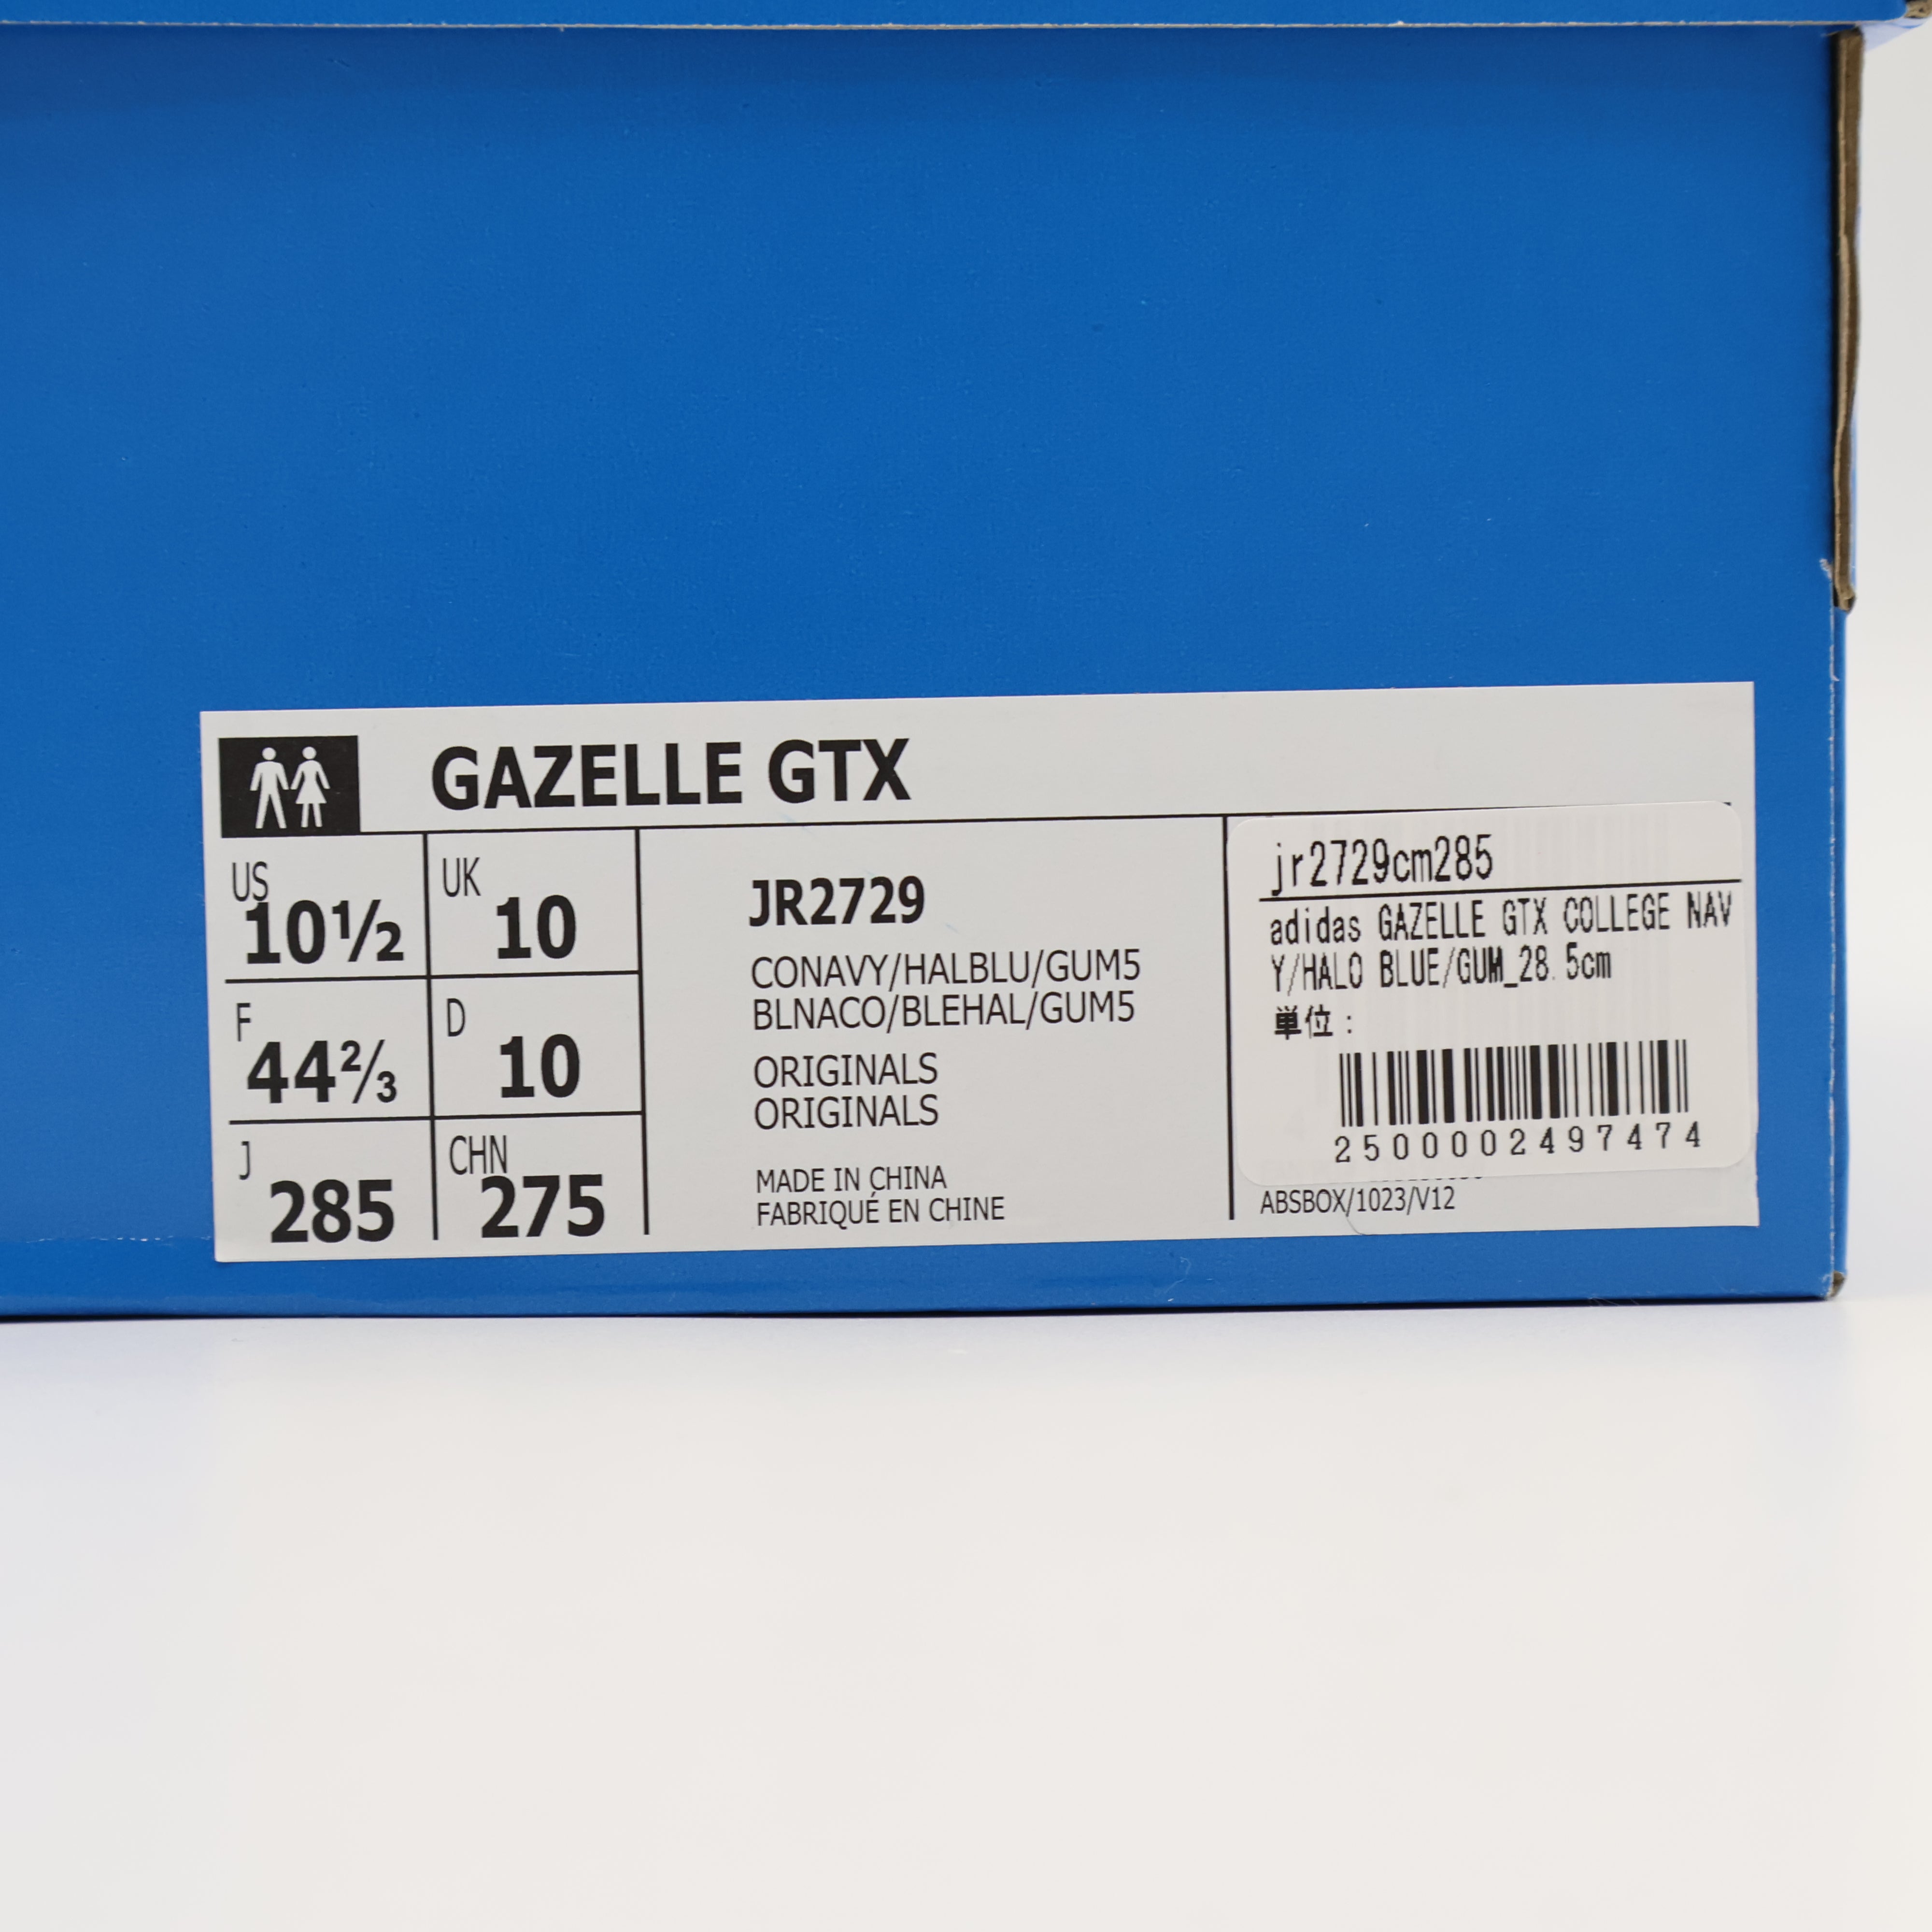 GAZELLE GTX
US
10½
UK
10
F
44⅔
D
10
J
285
CHN
275
JR2729
CONAVY/HALBLU/GUM5
BLNACO/BLEHAL/GUM5
ORIGINALS
ORIGINALS
MADE IN CHINA
FABRIQUÉ EN CHINE
jr2729cm285
adidas GAZELLE GTX COLLEGE NAV
Y/HALO BLUE/GUM_28.5cm
単位:
2500002497474
ABSBOX/1023/V12